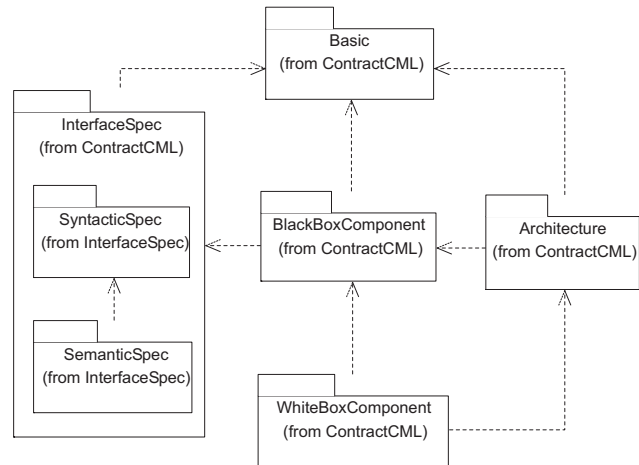 Basic
(from ContractCML)
InterfaceSpec
(from ContractCML)
SyntacticSpec
(from InterfaceSpec)
BlackBoxComponent
(from ContractCML)
Architecture
(from ContractCML)
SemanticSpec
(from InterfaceSpec)
WhiteBoxComponent
(from ContractCML)